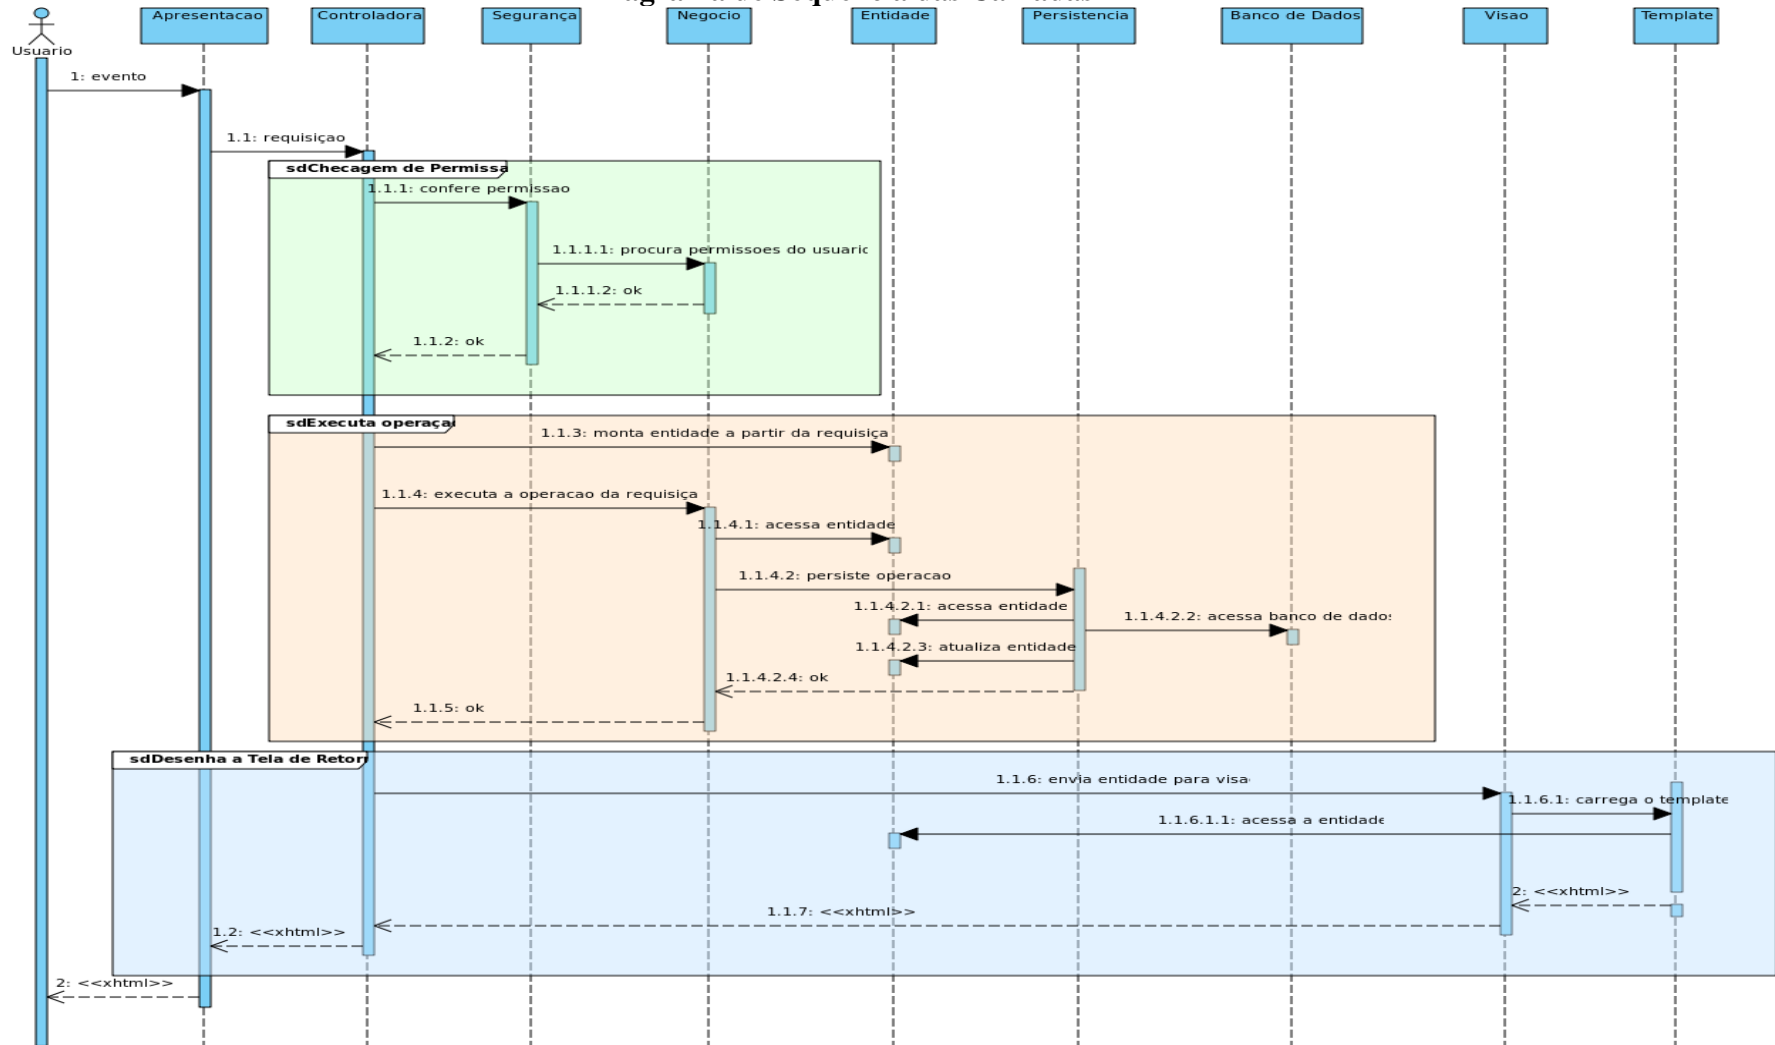 Apresentacao
Controladora
Segurança
Negocio
Entidade
Persistencia
Banco de Dados
Visao
Template
Usuario
1: evento
1.1: requisiçao
sdChecagem de Permissa
1.1.1: confere permissao
1.1.1.1: procura permissoes do usuaric
1.1.1.2: ok
1.1.2: ok
sdExecuta operaçai
1.1.3: monta entidade a partir da requisiça
1.1.4: executa a operacao da requisiça
1.1.4.1: acessa entidade
1.1.4.2: persiste operacao
1.1.4.2.1: acessa entidade
1.1.4.2.2: acessa banco de dados
1.1.4.2.3: atualiza entidade
1.1.4.2.4: ok
1.1.5: ok
sdDesenha a Tela de Retorn
1.1.6: envia entidade para visa
1.1.6.1: carrega o template
1.1.6.1.1: acessa a entidade
2: <<xhtml>>
1.1.7: <<xhtml>>
1.2: <<xhtml>>
2: <<xhtml>>